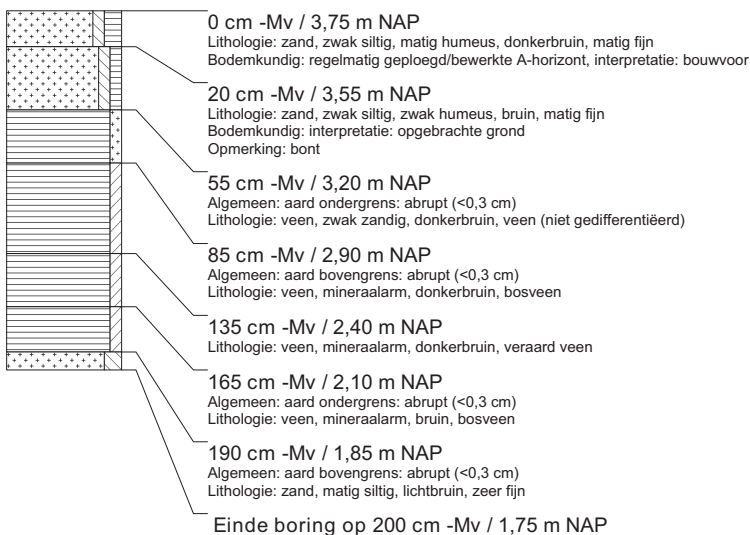 0 cm -Mv / 3,75 m NAP
Lithologie: zand, zwak siltig, matig humeus, donkerbruin, matig fijn
Bodemkundig: regelmatig geploegd/bewerkte A-horizont, interpretatie: bouwvoor
20 cm -Mv / 3,55 m NAP
Lithologie: zand, zwak siltig, zwak humeus, bruin, matig fijn
Bodemkundig: interpretatie: opgebrachte grond
Opmerking: bont
55 cm -Mv / 3,20 m NAP
Algemeen: aard ondergrens: abrupt (<0,3 cm)
Lithologie: veen, zwak zandig, donkerbruin, veen (niet gedifferentiëerd)
85 cm -Mv / 2,90 m NAP
Algemeen: aard bovengrens: abrupt (<0,3 cm)
Lithologie: veen, mineraalarm, donkerbruin, bosveen
135 cm -Mv / 2,40 m NAP
Lithologie: veen, mineraalarm, donkerbruin, veraard veen
165 cm -Mv / 2,10 m NAP
Algemeen: aard ondergrens: abrupt (<0,3 cm)
Lithologie: veen, mineraalarm, bruin, bosveen
190 cm -Mv / 1,85 m NAP
Algemeen: aard bovengrens: abrupt (<0,3 cm)
Lithologie: zand, matig siltig, lichtbruin, zeer fijn
Einde boring op 200 cm -Mv / 1,75 m NAP